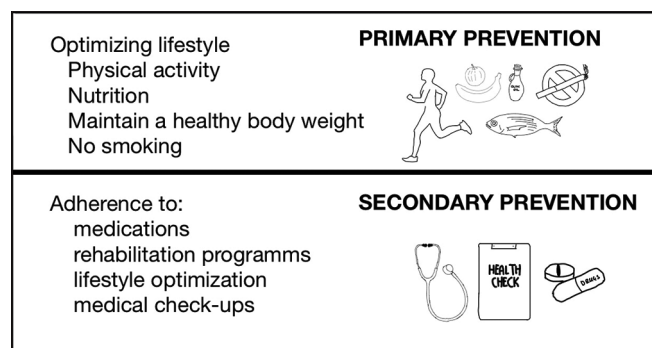 PRIMARY PREVENTION
Optimizing lifestyle
Physical activity
Nutrition
Maintain a healthy body weight
No smoking
SECONDARY PREVENTION
Adherence to:
medications
rehabilitation programms
lifestyle optimization
medical check-ups
HEALTH
CHECK
DRUGS